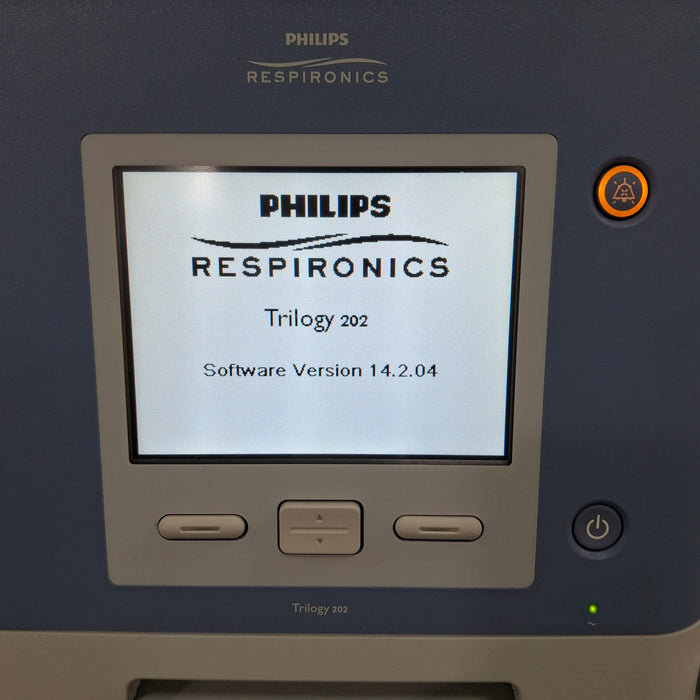 PHILIPS
RESPIRONICS
PHILIPS
RESPIRONICS
Trilogy 202
Software Version 14.2.04
Trilogy 202